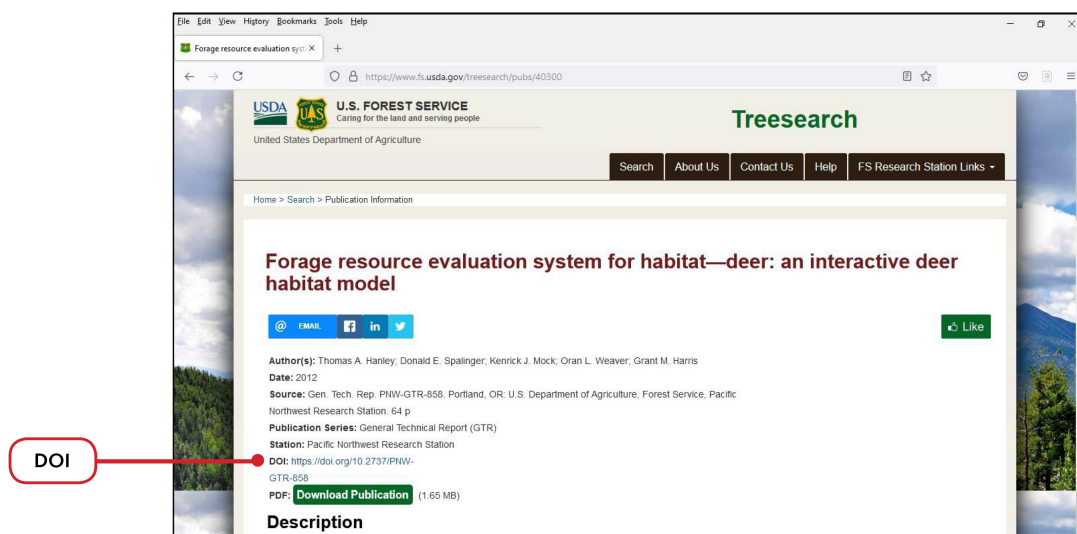 File Edit View History Bookmarks Tools Help
Forage resource evaluation syst
https://www.fs.usda.gov/treesearch/pubs/40300
USDA
UAS
U.S. FOREST SERVICE
Caring for the land and serving people
United States Department of Agriculture
Treesearch
Search About Us Contact Us Help FS Research Station Links
Home > Search > Publication Information
Forage resource evaluation system for habitat—deer: an interactive deer
habitat model
@ EMAIL
Like
Author(s): Thomas A. Hanley; Donald E. Spalinger; Kenrick J. Mock; Oran L. Weaver; Grant M. Harris
Date: 2012
Source: Gen. Tech. Rep. PNW-GTR-858. Portland, OR: U.S. Department of Agriculture, Forest Service, Pacific
Northwest Research Station. 64 p
Publication Series: General Technical Report (GTR)
Station: Pacific Northwest Research Station
DOI
DOI: https://doi.org/10.2737/PNW-
GTR-858
PDF: Download Publication (1.65 MB)
Description